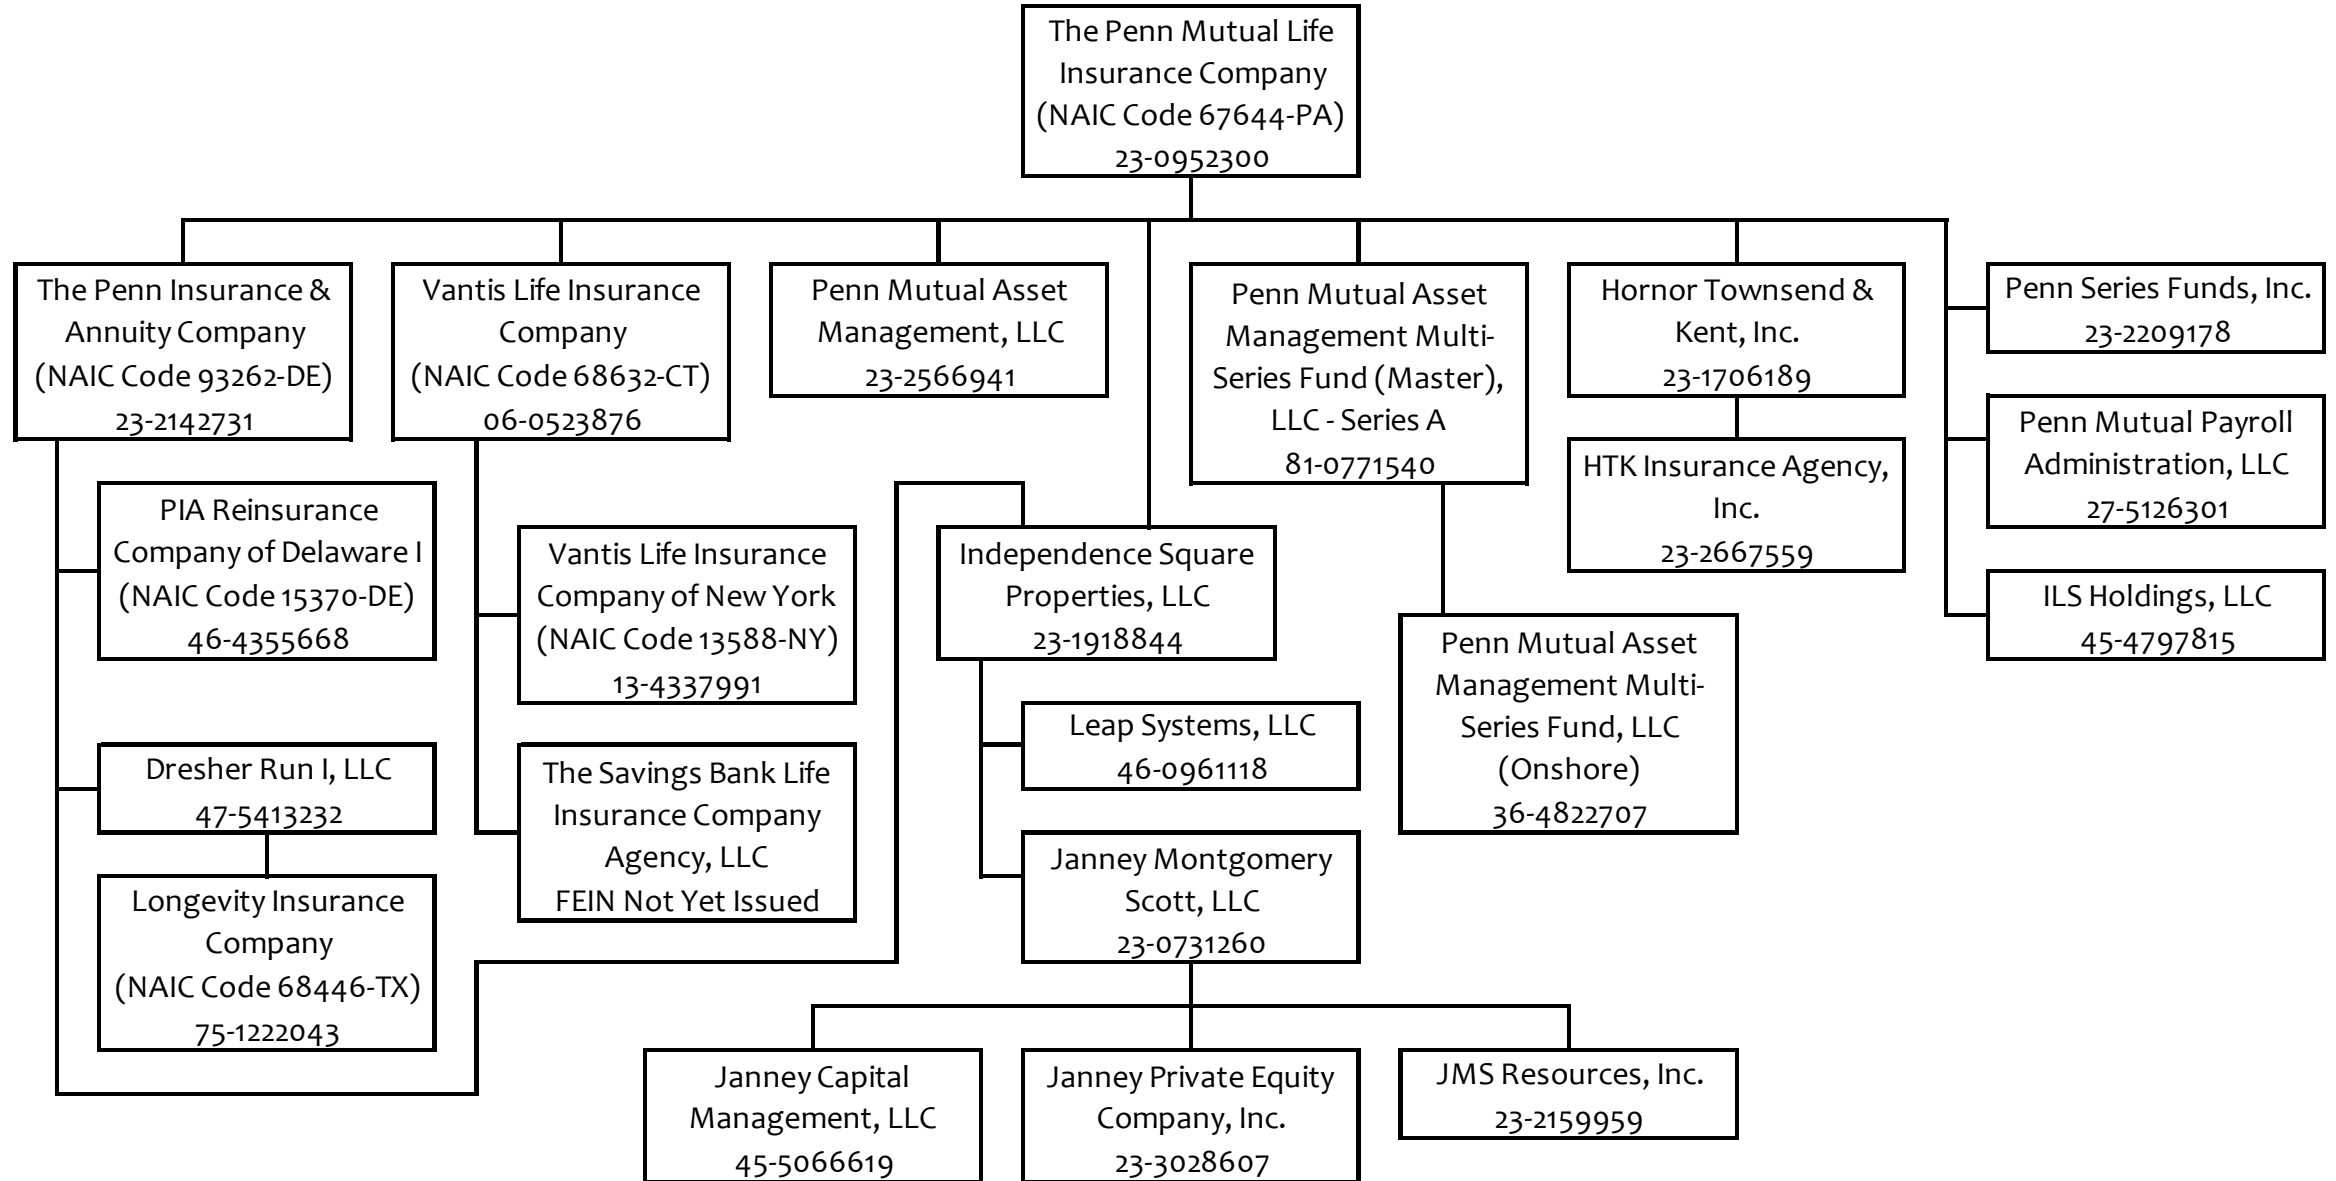 The Penn Mutual Life
Insurance Company
(NAIC Code 67644-PA)
23-0952300
The Penn Insurance &
Annuity Company
(NAIC Code 93262-DE)
23-2142731
Vantis Life Insurance
Company
(NAIC Code 68632-CT)
06-0523876
Penn Mutual Asset
Management, LLC
23-2566941
Penn Mutual Asset
Management Multi-
Series Fund (Master),
LLC - Series A
81-0771540
Hornor Townsend &
Kent, Inc.
23-1706189
Penn Series Funds, Inc.
23-2209178
Penn Mutual Payroll
Administration, LLC
27-5126301
HTK Insurance Agency,
Inc.
23-2667559
PIA Reinsurance
Company of Delaware I
(NAIC Code 15370-DE)
46-4355668
Vantis Life Insurance
Company of New York
(NAIC Code 13588-NY)
13-4337991
Independence Square
Properties, LLC
23-1918844
ILS Holdings, LLC
45-4797815
Penn Mutual Asset
Management Multi-
Series Fund, LLC
(Onshore)
36-4822707
Leap Systems, LLC
46-0961118
Dresher Run I, LLC
47-5413232
The Savings Bank Life
Insurance Company
Agency, LLC
FEIN Not Yet Issued
Janney Montgomery
Scott, LLC
23-0731260
Longevity Insurance
Company
(NAIC Code 68446-TX)
75-1222043
Janney Capital
Management, LLC
45-5066619
Janney Private Equity
Company, Inc.
23-3028607
JMS Resources, Inc.
23-2159959